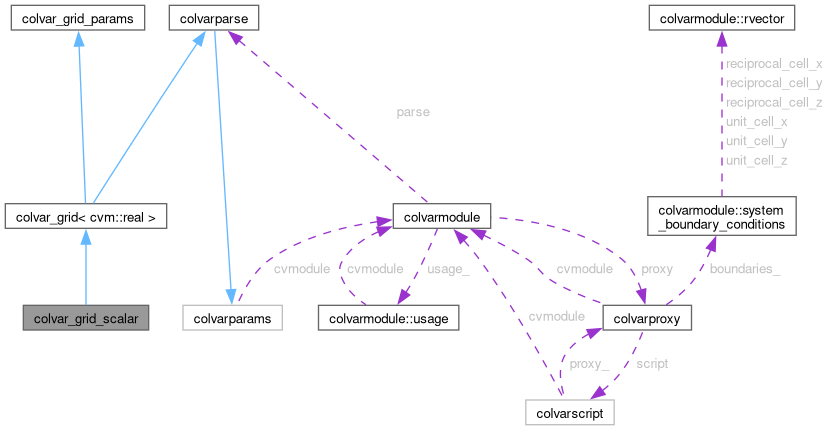 colvar_grid_params
colvarparse
colvarmodule::rvector
reciprocal_cell_x
reciprocal_cell_y
reciprocal_cell_z
unit_cell_x
unit_cell_y
unit_cell_z
parse
colvar_grid< cvm::real >
colvarmodule
colvarmodule::system
_boundary_conditions
cvmodule
cvmodule
usage_
cvmodule
proxy
boundaries_
colvar_grid_scalar
colvarparams
colvarmodule::usage
cvmodule
colvarproxy
proxy_
script
colvarscript